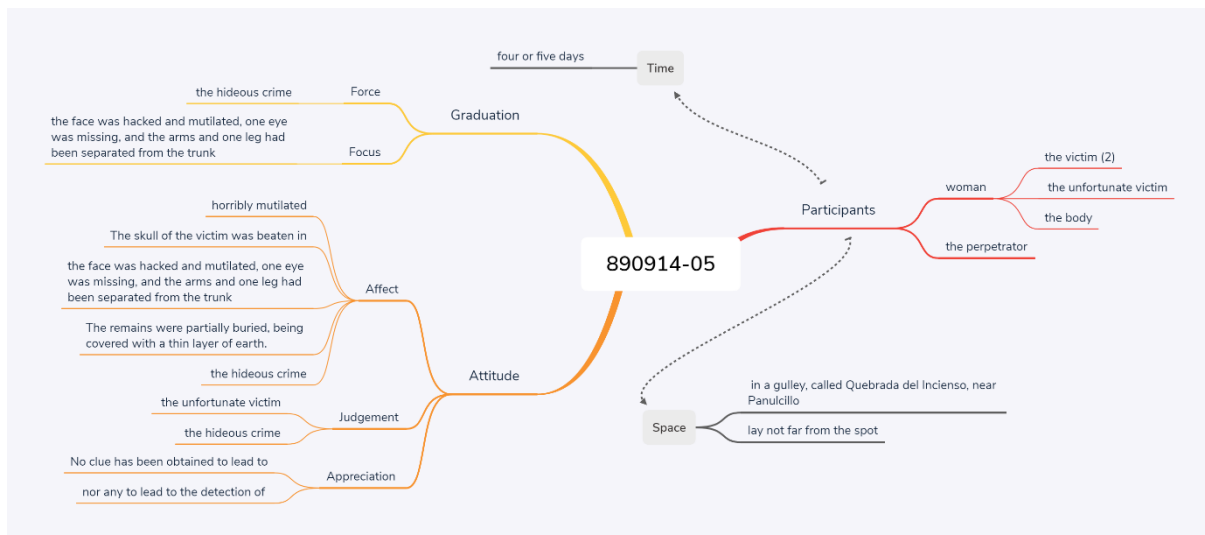 four or five days
Time
the hideous crime
Force
Graduation
the face was hacked and mutilated, one eye
was missing, and the arms and one leg had
been separated from the trunk
Focus
890914-05
Participants
woman
the victim (2)
the unfortunate victim
the body
the perpetrator
horribly mutilated
The skull of the victim was beaten in
the face was hacked and mutilated, one eye
was missing, and the arms and one leg had
been separated from the trunk
Affect
The remains were partially buried, being
covered with a thin layer of earth.
the hideous crime
Attitude
the unfortunate victim
Judgement
the hideous crime
No clue has been obtained to lead to
Appreciation
nor any to lead to the detection of
Space
in a gulley, called Quebrada del Incienso, near
Panulcillo
lay not far from the spot